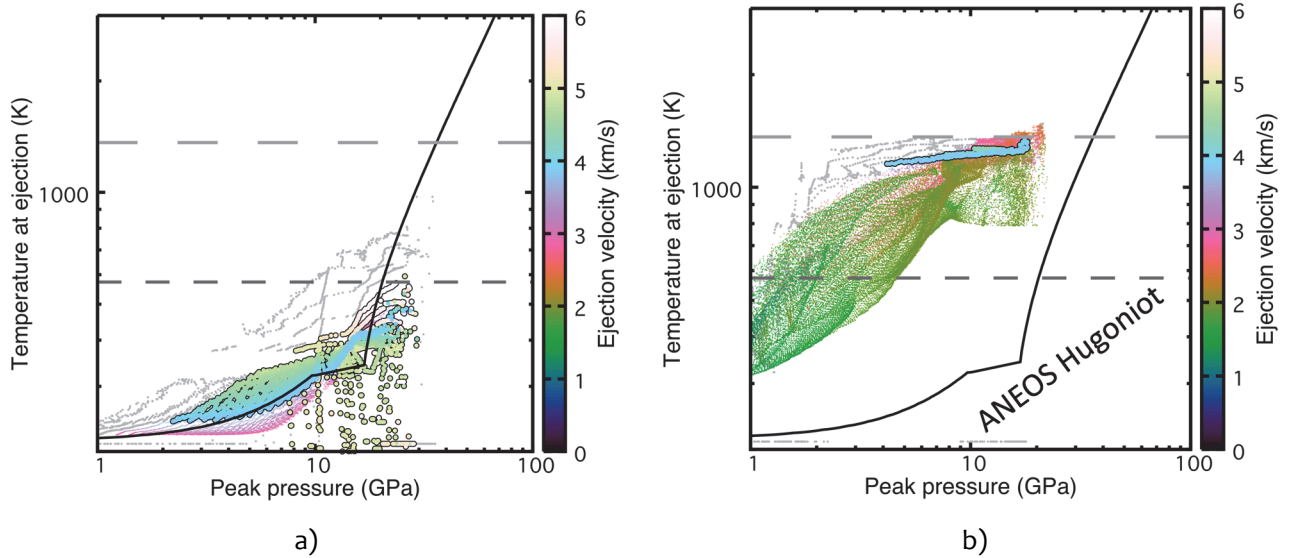 Temperature at ejection (K)
1000
1
10
100
Peak pressure (GPa)
6
5
4
3
2
1
0
Ejection velocity (km/s)
a)
Temperature at ejection (K)
1000
ANEOS Hugoniot
1
10
100
Peak pressure (GPa)
6
5
4
3
2
1
0
Ejection velocity (km/s)
b)